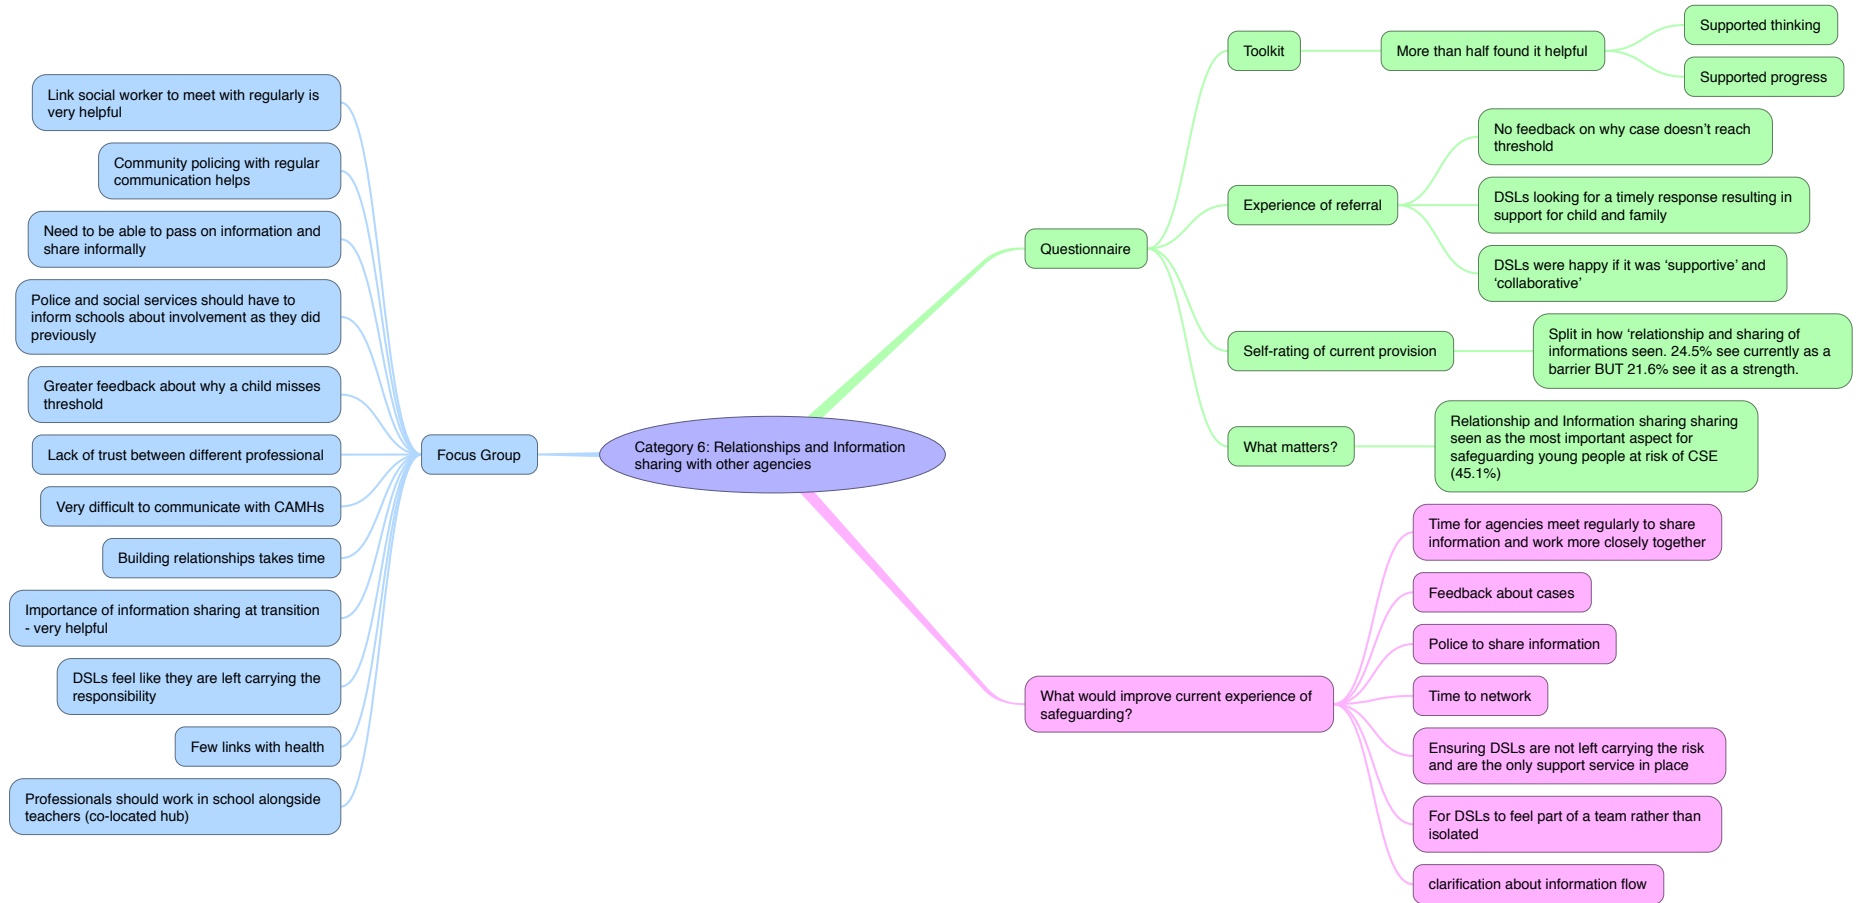 Category 6: Relationships and Information
sharing with other agencies
Focus Group
Link social worker to meet with regularly is
very helpful
Community policing with regular
communication helps
Need to be able to pass on information and
share informally
Police and social services should have to
inform schools about involvement as they did
previously
Greater feedback about why a child misses
threshold
Lack of trust between different professional
Very difficult to communicate with CAMHs
Building relationships takes time
Importance of information sharing at transition
- very helpful
DSLs feel like they are left carrying the
responsibility
Few links with health
Professionals should work in school alongside
teachers (co-located hub)
Questionnaire
Toolkit
More than half found it helpful
Supported thinking
Supported progress
Experience of referral
No feedback on why case doesn’t reach
threshold
DSLs looking for a timely response resulting in
support for child and family
DSLs were happy if it was ‘supportive’ and
‘collaborative’
Self-rating of current provision
Split in how ‘relationship and sharing of
informations seen. 24.5% see currently as a
barrier BUT 21.6% see it as a strength.
What matters?
Relationship and Information sharing sharing
seen as the most important aspect for
safeguarding young people at risk of CSE
(45.1%)
What would improve current experience of
safeguarding?
Time for agencies meet regularly to share
information and work more closely together
Feedback about cases
Police to share information
Time to network
Ensuring DSLs are not left carrying the risk
and are the only support service in place
For DSLs to feel part of a team rather than
isolated
clarification about information flow